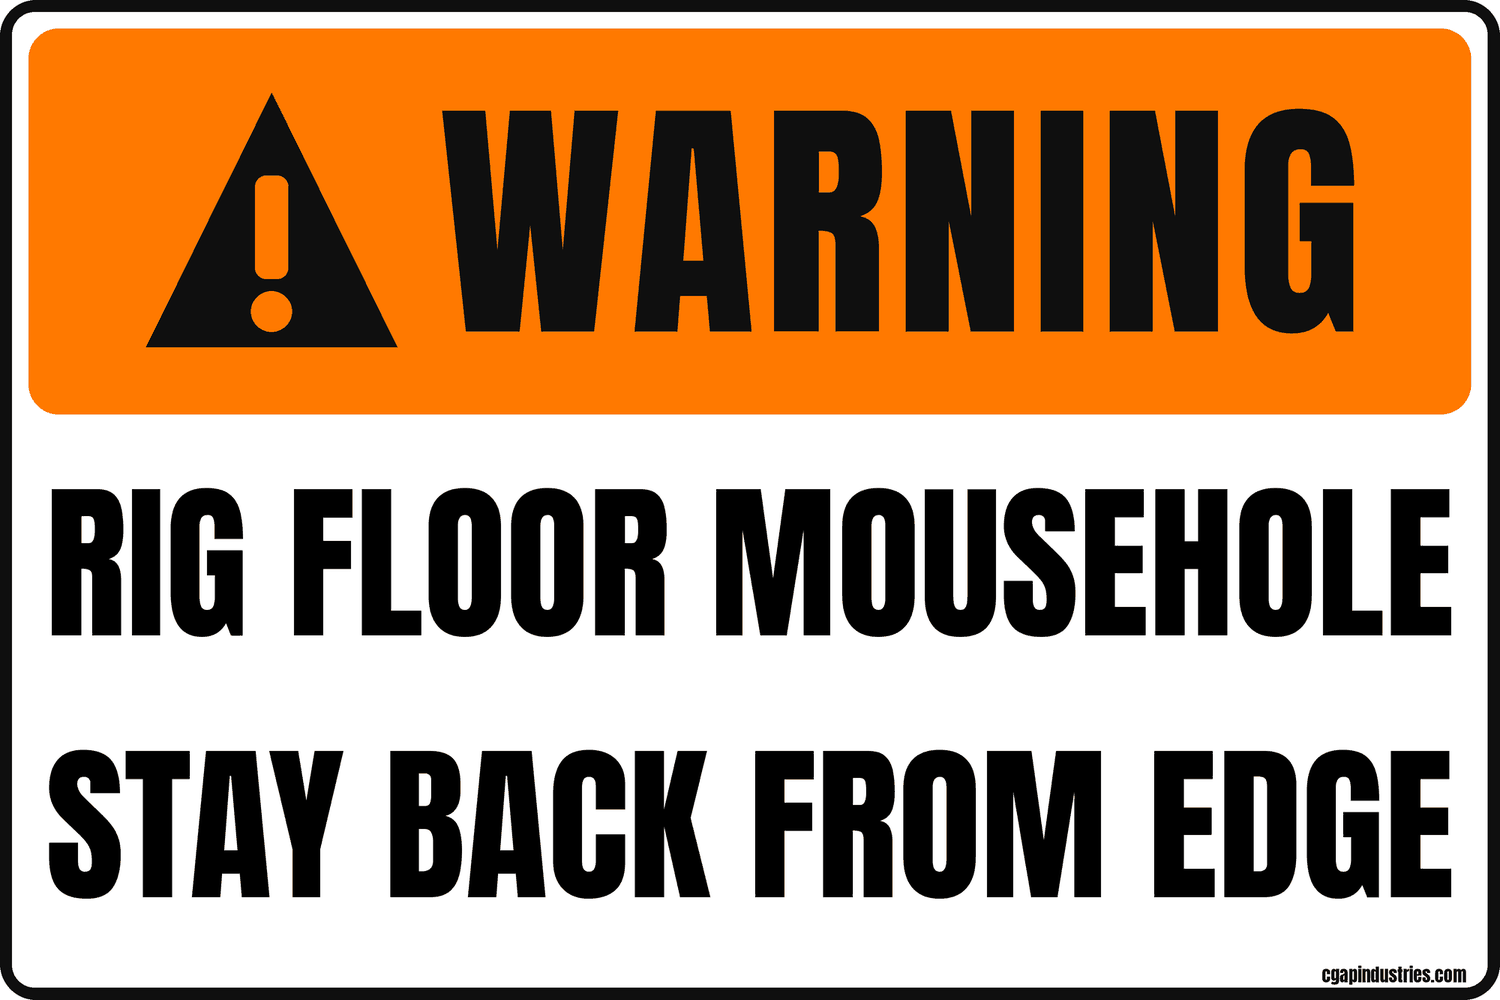 WARNING
RIG FLOOR MOUSEHOLE
STAY BACK FROM EDGE
cgapindustries.com